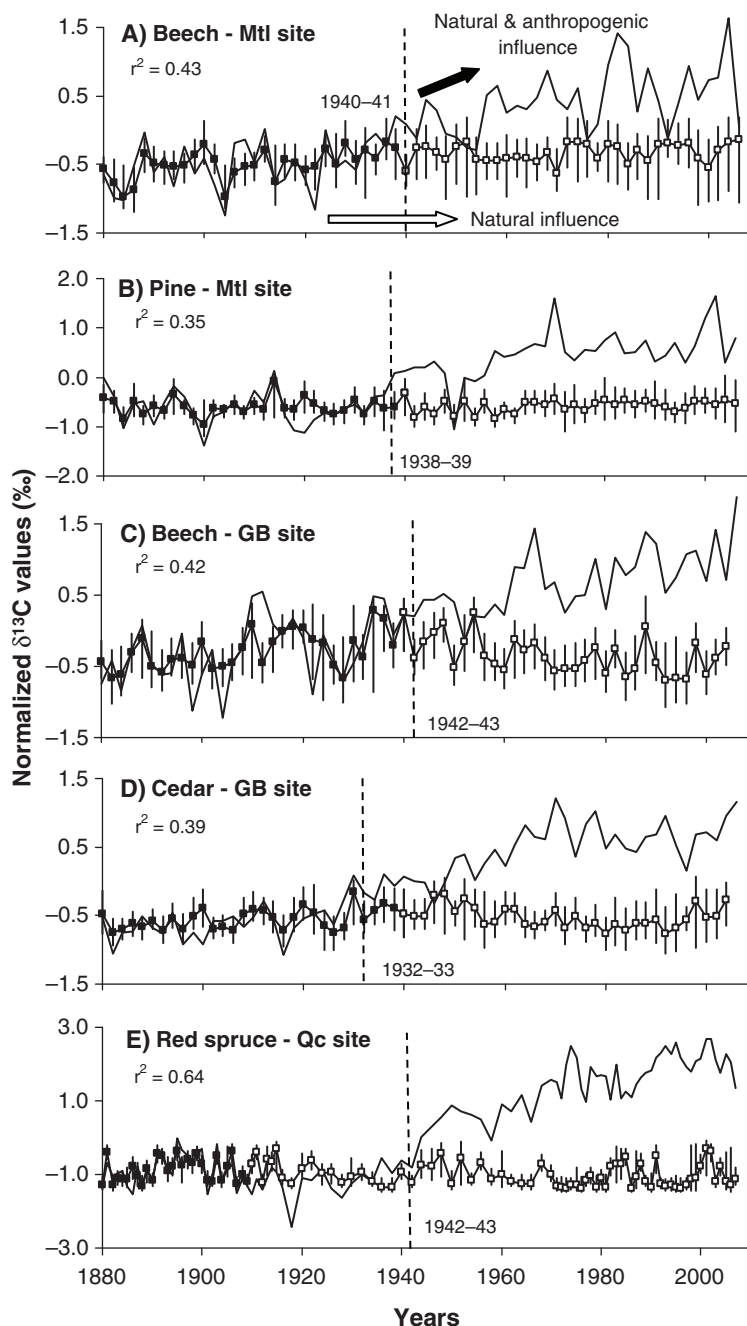 Normalized δ¹³C values (‰)
A) Beech - Mtl site
r² = 0.43
Natural & anthropogenic
influence
1940–41
Natural influence
1.5
0.5
−0.5
−1.5
B) Pine - Mtl site
r² = 0.35
1938–39
2.0
1.0
0.0
−1.0
−2.0
C) Beech - GB site
r² = 0.42
1942–43
1.5
0.5
−0.5
−1.5
D) Cedar - GB site
r² = 0.39
1932–33
1.5
0.5
−0.5
−1.5
E) Red spruce - Qc site
r² = 0.64
1942–43
3.0
1.0
−1.0
−3.0
1880 1900 1920 1940 1960 1980 2000
Years